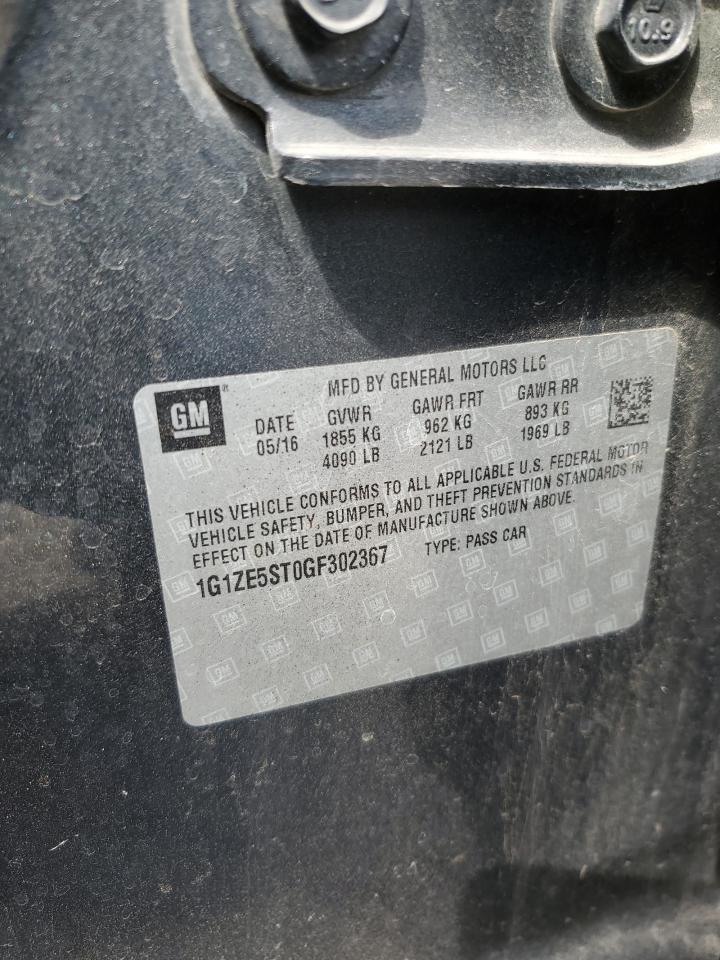 10.9
GM
MFD BY GENERAL MOTORS LLC
DATE GVWR GAWR FRT GAWR RR
05/16 1855 KG 962 KG 893 KG
4090 LB 2121 LB 1969 LB
THIS VEHICLE CONFORMS TO ALL APPLICABLE U.S. FEDERAL MOTOR
VEHICLE SAFETY, BUMPER, AND THEFT PREVENTION STANDARDS IN
EFFECT ON THE DATE OF MANUFACTURE SHOWN ABOVE.
1G1ZE5ST0GF302367 TYPE: PASS CAR